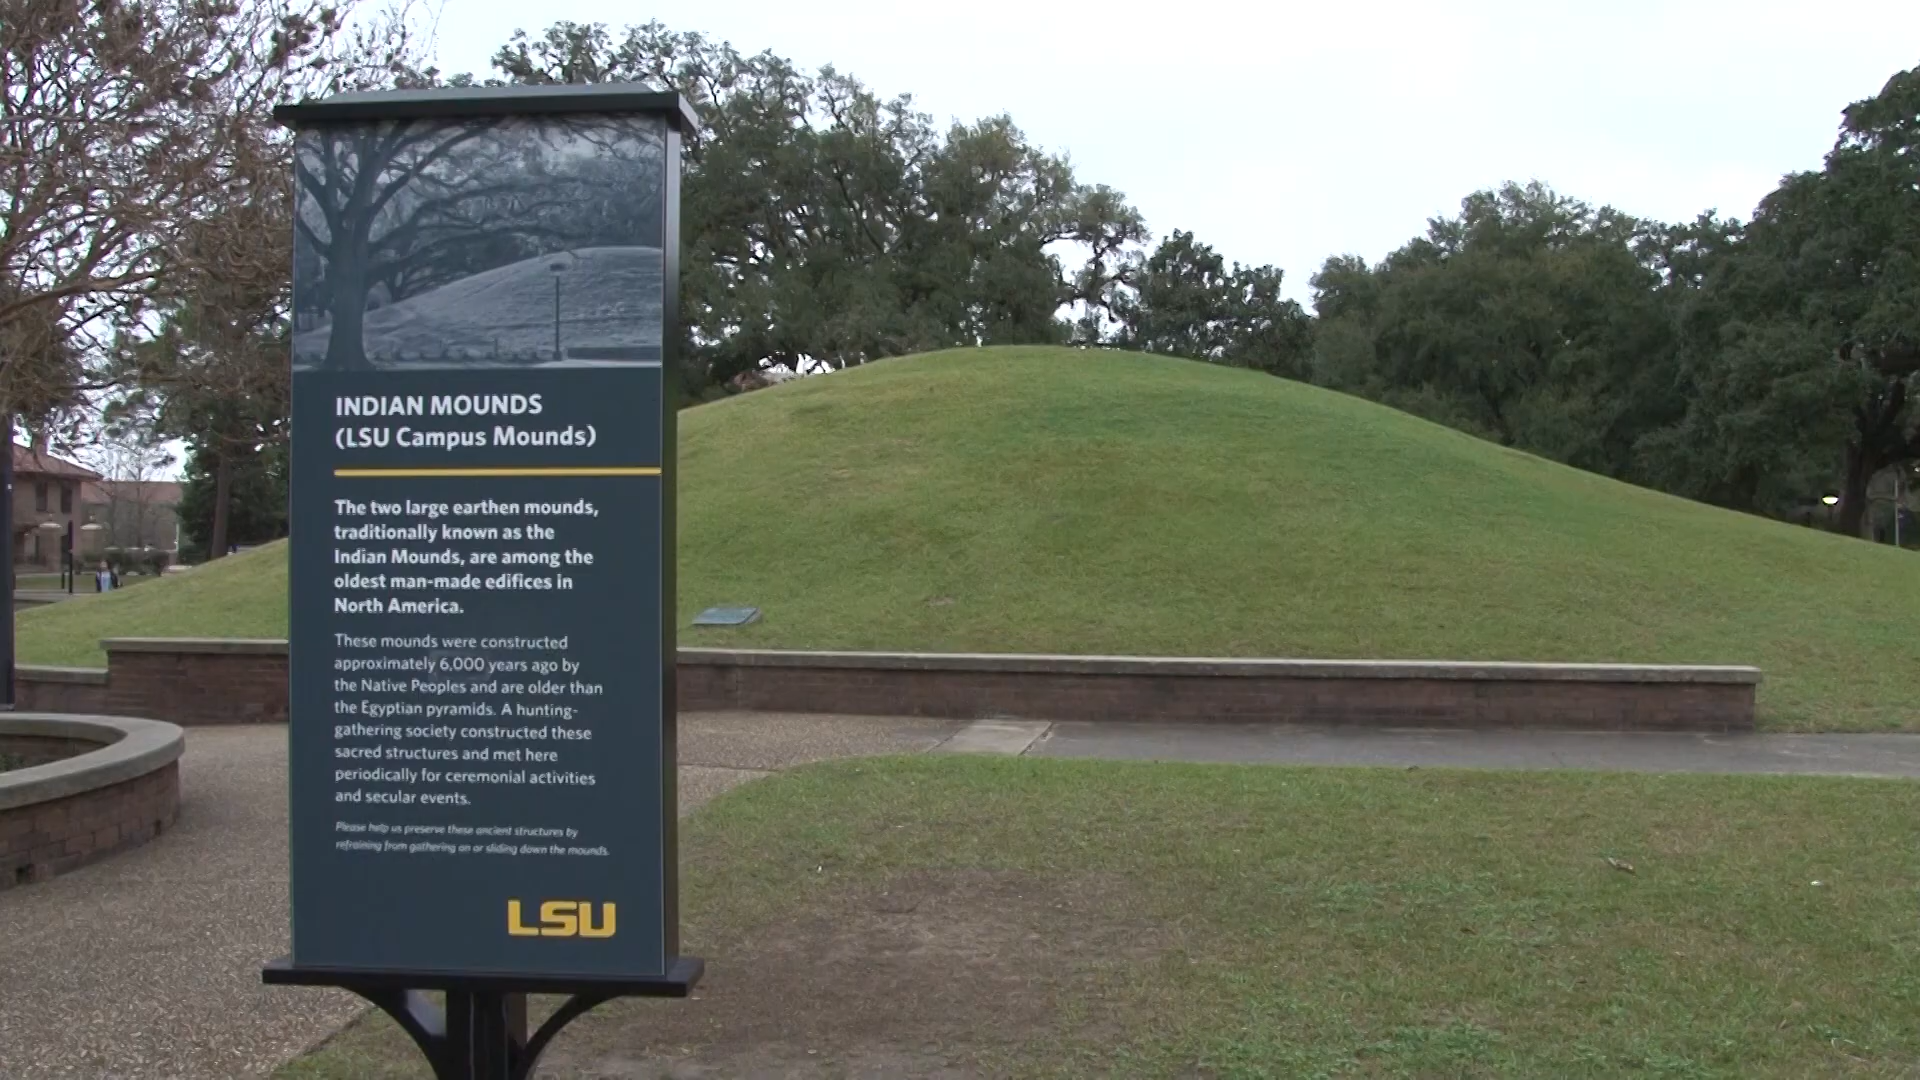 INDIAN MOUNDS
(LSU Campus Mounds)
The two large earthen mounds,
traditionally known as the
Indian Mounds, are among the
oldest man-made edifices in
North America.
These mounds were constructed
approximately 6,000 years ago by
the Native Peoples and are older than
the Egyptian pyramids. A hunting-
gathering society constructed these
sacred structures and met here
periodically for ceremonial activities
and secular events.
Please help us preserve these ancient structures by
refraining from gathering on or sliding down the mounds.
LSU